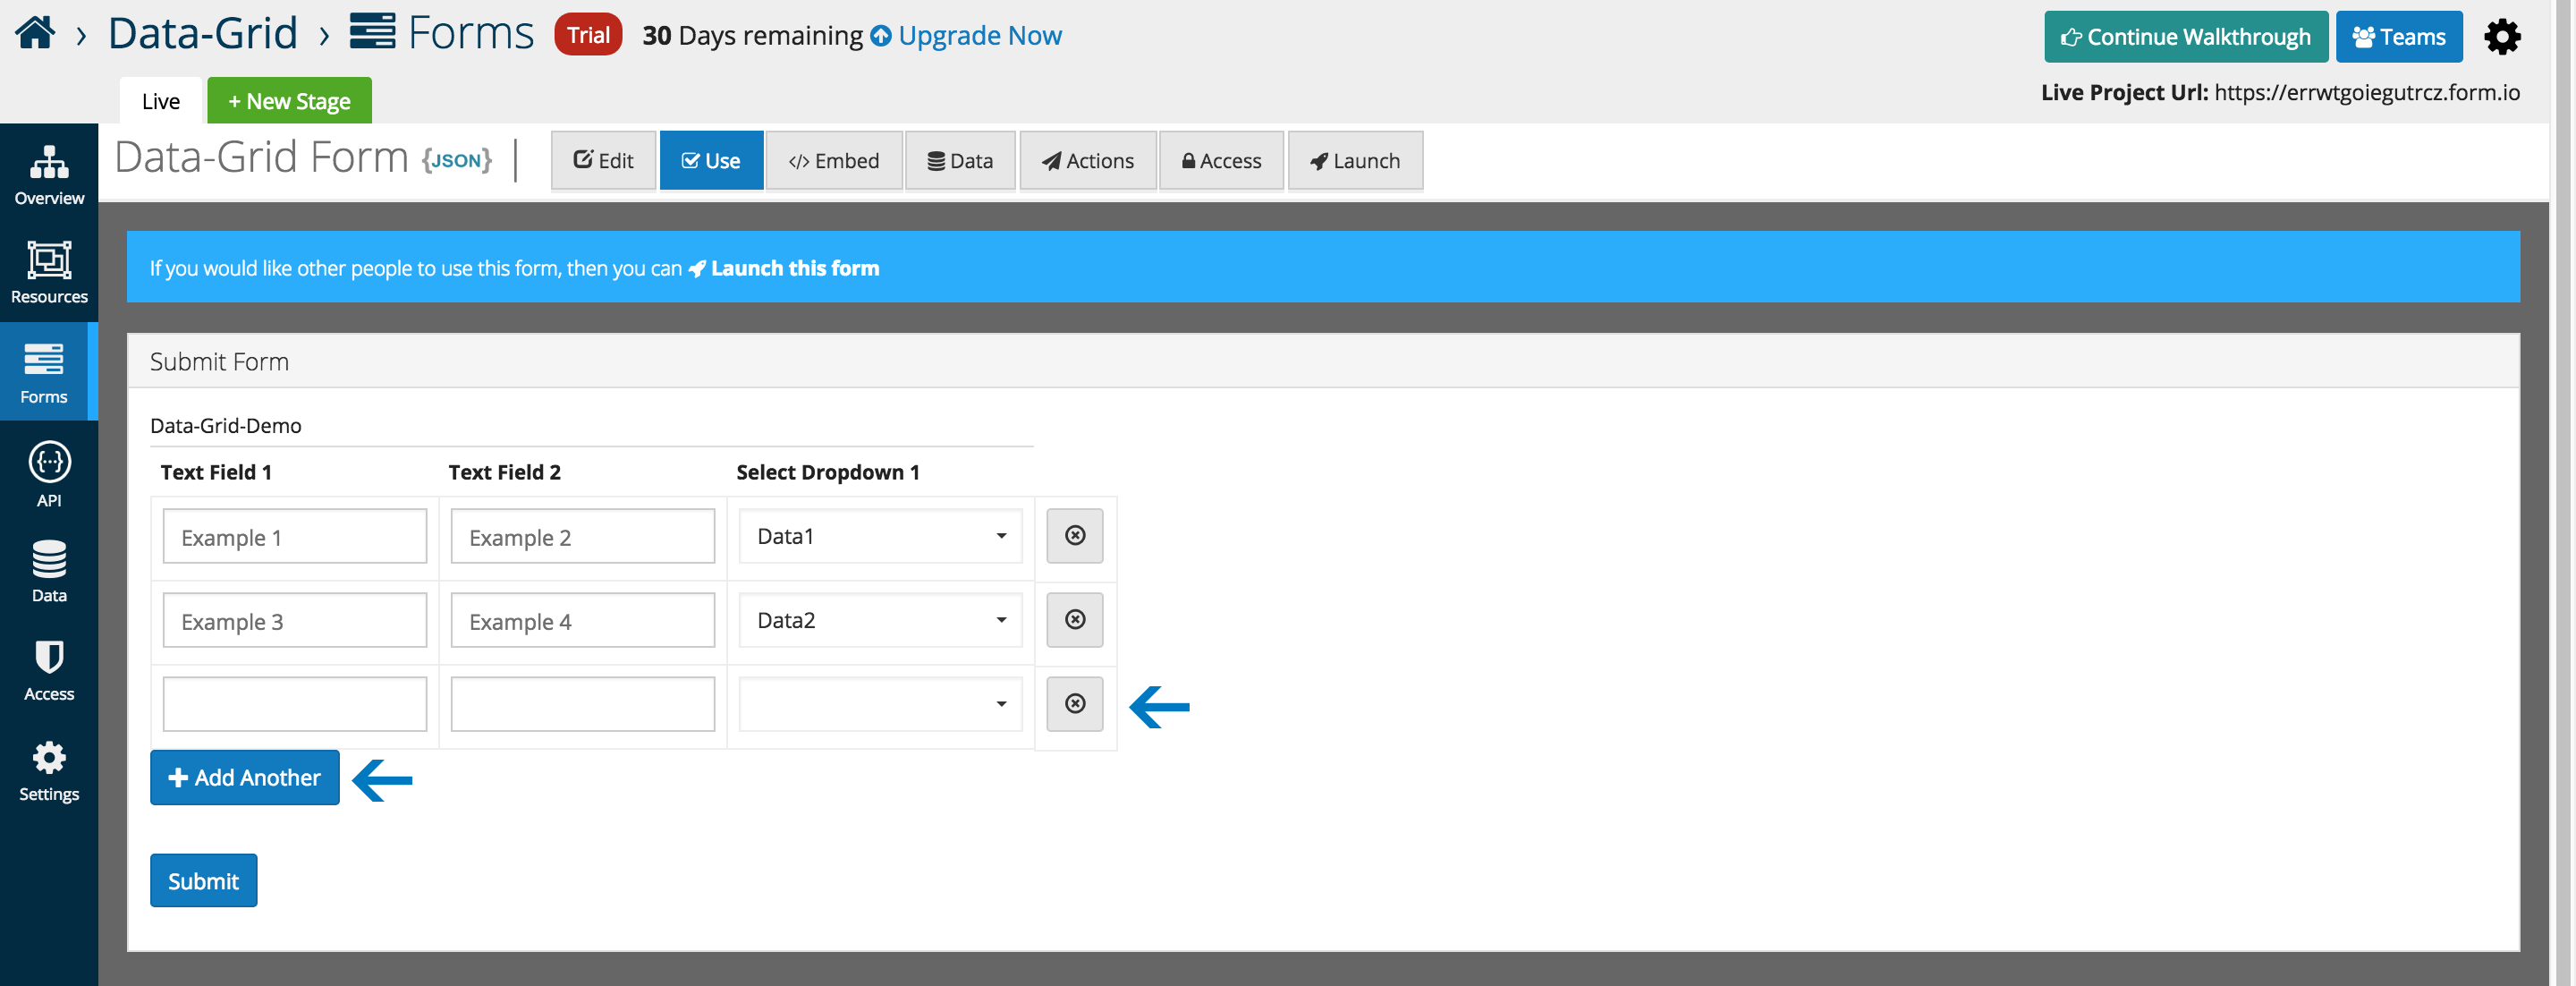 › Data-Grid › Forms Trial 30 Days remaining Upgrade Now
Continue Walkthrough Teams
Live + New Stage
Live Project Url: https://errwtgoiegutrcz.form.io
Data-Grid Form {JSON} | Edit Use </> Embed Data Actions Access Launch
Overview
Resources
Forms
API
Data
Access
Settings
If you would like other people to use this form, then you can Launch this form
Submit Form
Data-Grid-Demo
Text Field 1 Text Field 2 Select Dropdown 1
Example 1 Example 2 Data1
Example 3 Example 4 Data2
+ Add Another
Submit